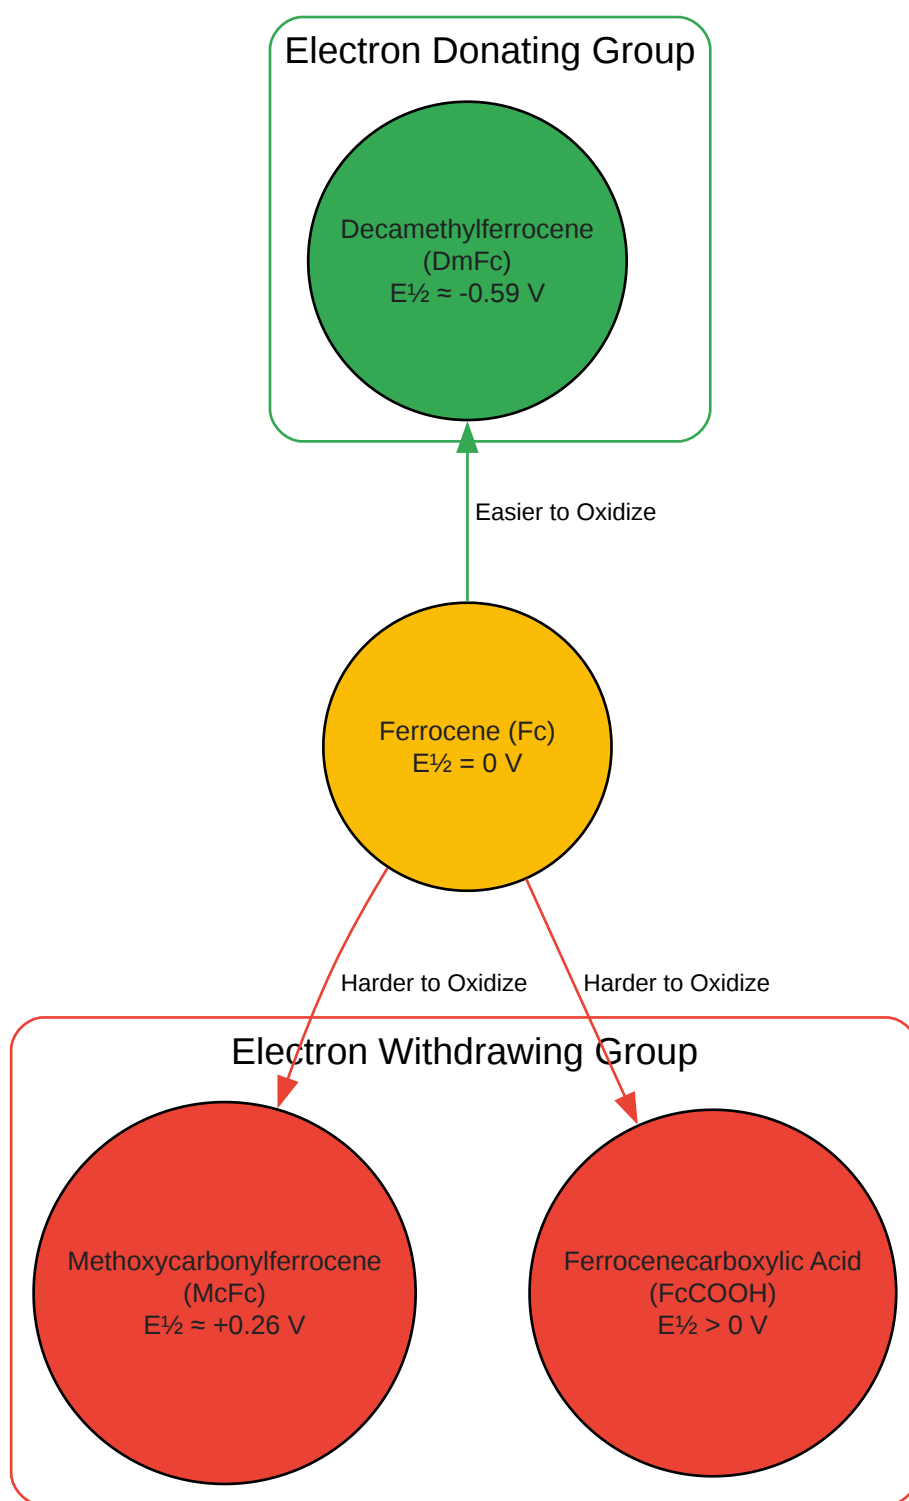 Electron Donating Group
Decamethylferrocene
(DmFc)
E½ ≈ -0.59 V
Easier to Oxidize
Ferrocene (Fc)
E½ = 0 V
Harder to Oxidize
Harder to Oxidize
Electron Withdrawing Group
Methoxycarbonylferrocene
(McFc)
E½ ≈ +0.26 V
Ferrocenecarboxylic Acid
(FcCOOH)
E½ > 0 V